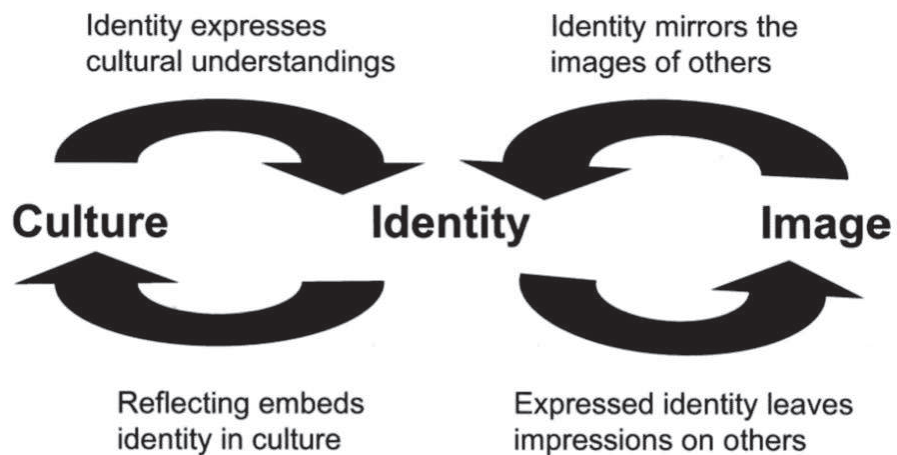 Identity expresses
cultural understandings
Identity mirrors the
images of others
Culture
Identity
Image
Reflecting embeds
identity in culture
Expressed identity leaves
impressions on others